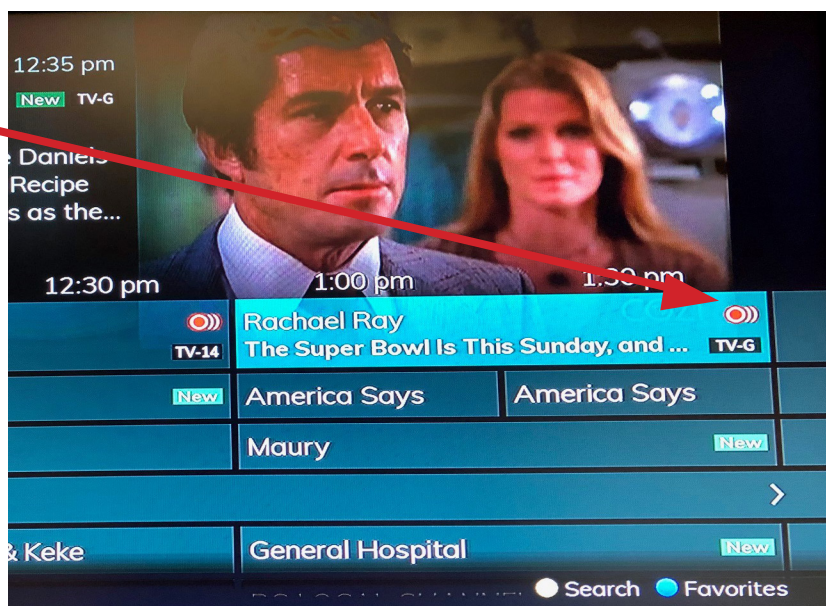 12:35 pm
New TV-G
Daniels
Recipe
s as the...
12:30 pm 1:00 pm 1:30 pm
Rachael Ray
TV-14 The Super Bowl Is This Sunday, and ... TV-G
New America Says America Says
Maury New
& Keke General Hospital New
Search Favorites